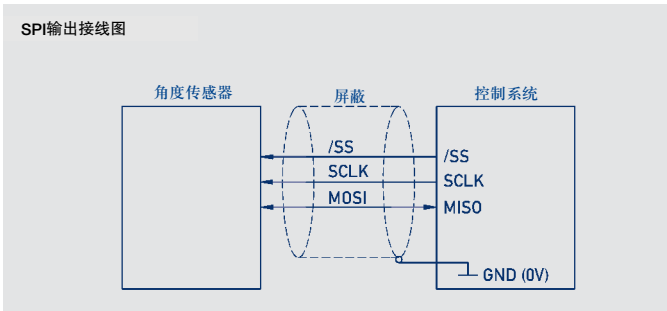 SPI输出接线图
角度传感器
屏蔽
控制系统
/SS
/SS
SCLK
SCLK
MOSI
MISO
GND (0V)